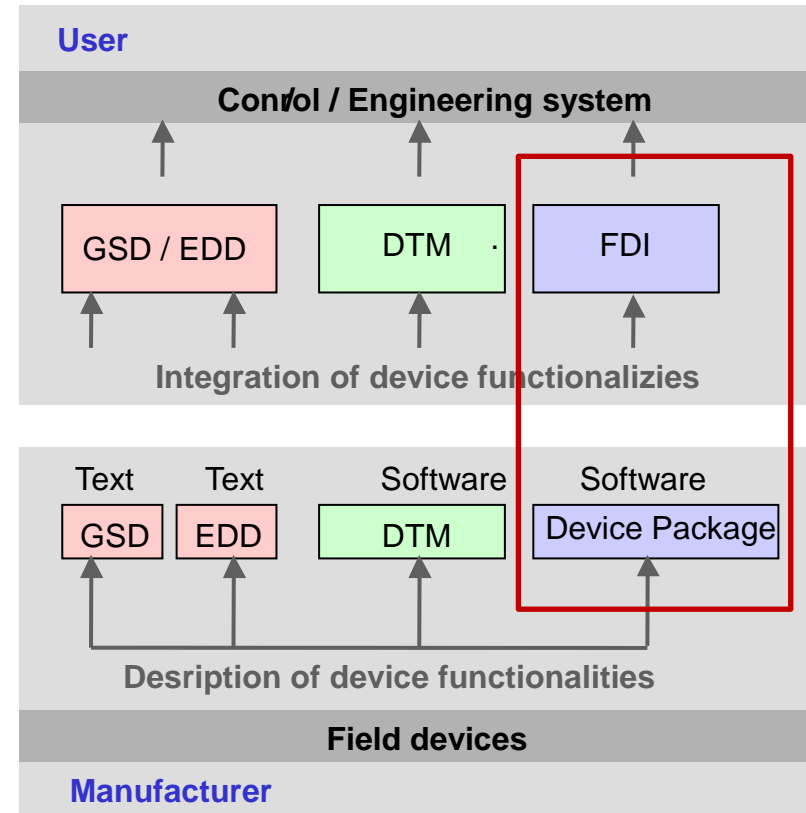 User
Conrol / Engineering system
GSD / EDD
DTM .
FDI
Integration of device functionalizies
Text Text Software Software
GSD EDD DTM Device Package
Desription of device functionalities
Field devices
Manufacturer